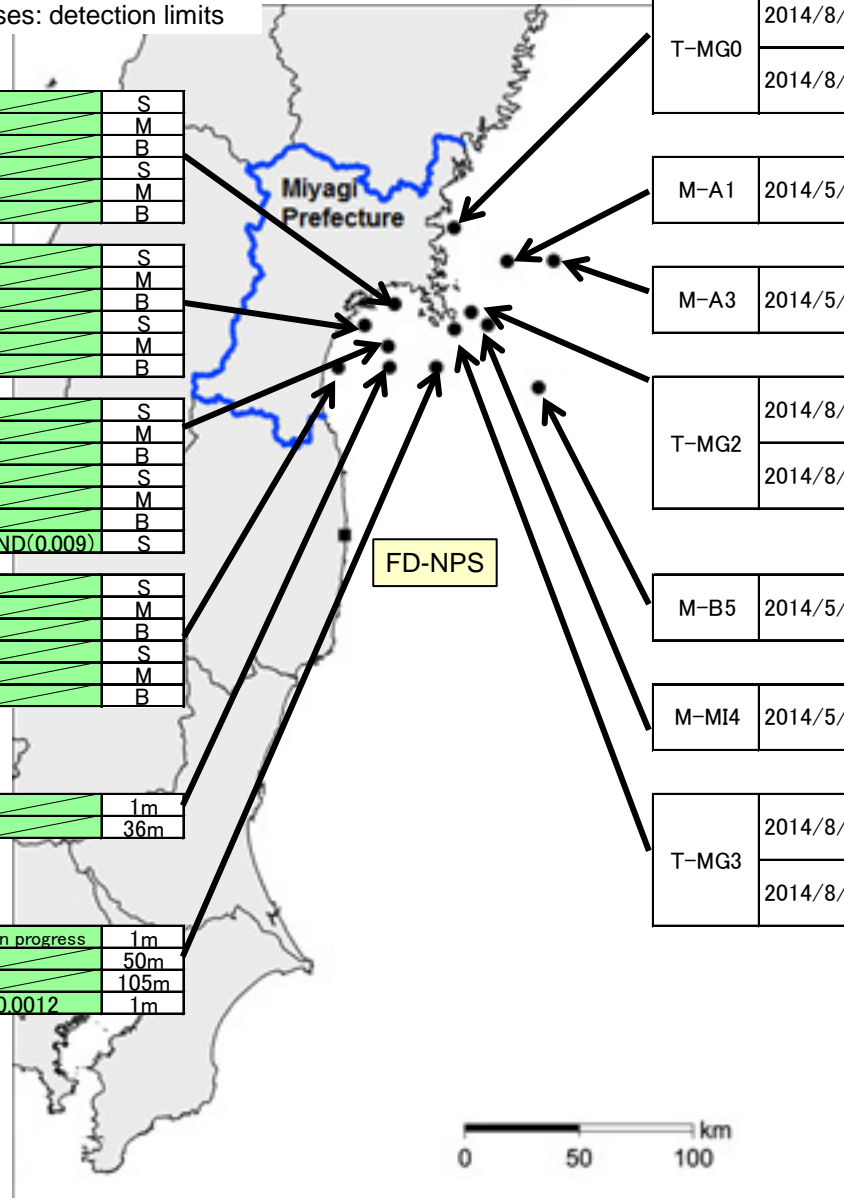 ses: detection limits
S
M
B
S
M
B
S
M
B
S
M
B
S
M
B
S
M
B
ND(0.009) S
S
M
B
S
M
B
1m
36m
in progress 1m
50m
105m
0.0012 1m
Miyagi
Prefecture
FD-NPS
T-MG0
2014/8/
2014/8/
M-A1 2014/5/
M-A3 2014/5/
T-MG2
2014/8/
2014/8/
M-B5 2014/5/
M-MI4 2014/5/
T-MG3
2014/8/
2014/8/
km
0 50 100